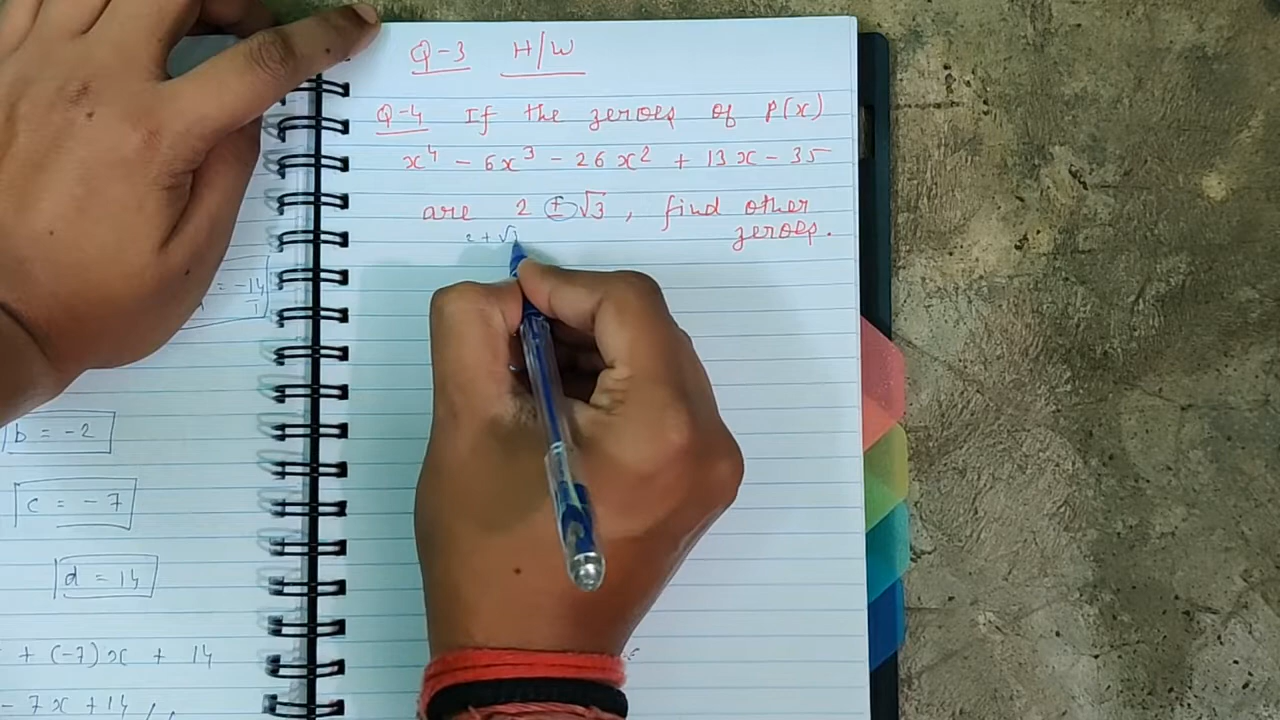 Q-3 H/W
Q-4 If the zeroes of P(x)
x⁴ - 6x³ - 26x² + 13x - 35
are 2 ± √3, find other
zeroes.
2 + √
= -14
1
b = -2
c = - 7
d = 14
+ (-7)x + 14
- 7x + 14